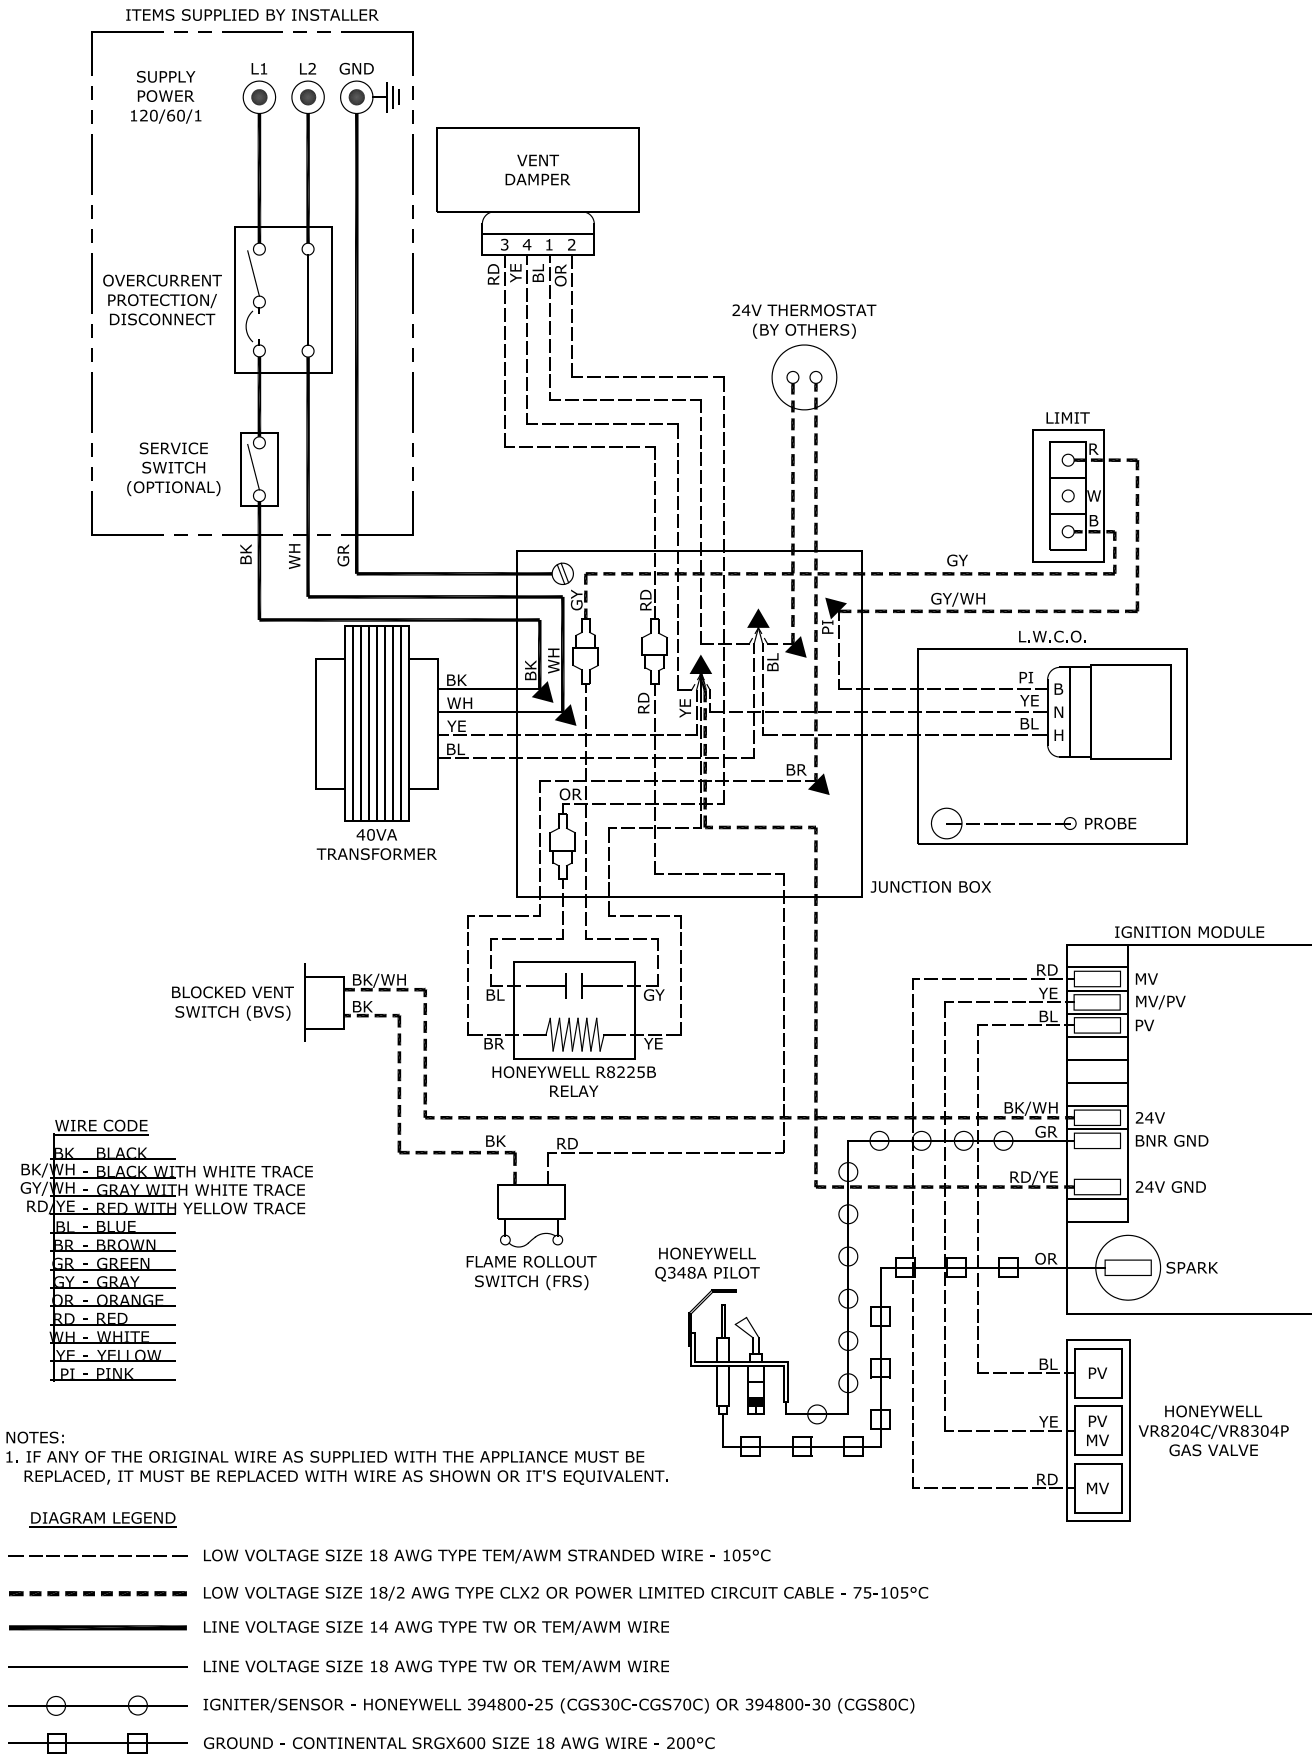 ITEMS SUPPLIED BY INSTALLER
SUPPLY
POWER
120/60/1
L1
L2
GND
VENT
DAMPER
3 4 1 2
RD
YE
BL
OR
OVERCURRENT
PROTECTION/
DISCONNECT
24V THERMOSTAT
(BY OTHERS)
SERVICE
SWITCH
(OPTIONAL)
LIMIT
R
W
B
BK
WH
GR
GY
GY/WH
GY
RD
PI
L.W.C.O.
BK
WH
BL
BK
WH
YE
BL
RD
YE
PI
YE
BL
B
N
H
BR
OR
PROBE
40VA
TRANSFORMER
JUNCTION BOX
IGNITION MODULE
BLOCKED VENT
SWITCH (BVS)
BK/WH
BK
BL
GY
BR
YE
HONEYWELL R8225B
RELAY
RD
YE
BL
MV
MV/PV
PV
BK/WH
GR
RD/YE
24V
BNR GND
24V GND
OR
SPARK
WIRE CODE
BK - BLACK
BK/WH - BLACK WITH WHITE TRACE
GY/WH - GRAY WITH WHITE TRACE
RD/YE - RED WITH YELLOW TRACE
BL - BLUE
BR - BROWN
GR - GREEN
GY - GRAY
OR - ORANGE
RD - RED
WH - WHITE
YE - YELLOW
PI - PINK
BK
RD
FLAME ROLLOUT
SWITCH (FRS)
HONEYWELL
Q348A PILOT
BL
YE
RD
PV
PV
MV
MV
HONEYWELL
VR8204C/VR8304P
GAS VALVE
NOTES:
1. IF ANY OF THE ORIGINAL WIRE AS SUPPLIED WITH THE APPLIANCE MUST BE
REPLACED, IT MUST BE REPLACED WITH WIRE AS SHOWN OR IT'S EQUIVALENT.
DIAGRAM LEGEND
LOW VOLTAGE SIZE 18 AWG TYPE TEM/AWM STRANDED WIRE - 105°C
LOW VOLTAGE SIZE 18/2 AWG TYPE CLX2 OR POWER LIMITED CIRCUIT CABLE - 75-105°C
LINE VOLTAGE SIZE 14 AWG TYPE TW OR TEM/AWM WIRE
LINE VOLTAGE SIZE 18 AWG TYPE TW OR TEM/AWM WIRE
IGNITER/SENSOR - HONEYWELL 394800-25 (CGS30C-CGS70C) OR 394800-30 (CGS80C)
GROUND - CONTINENTAL SRGX600 SIZE 18 AWG WIRE - 200°C